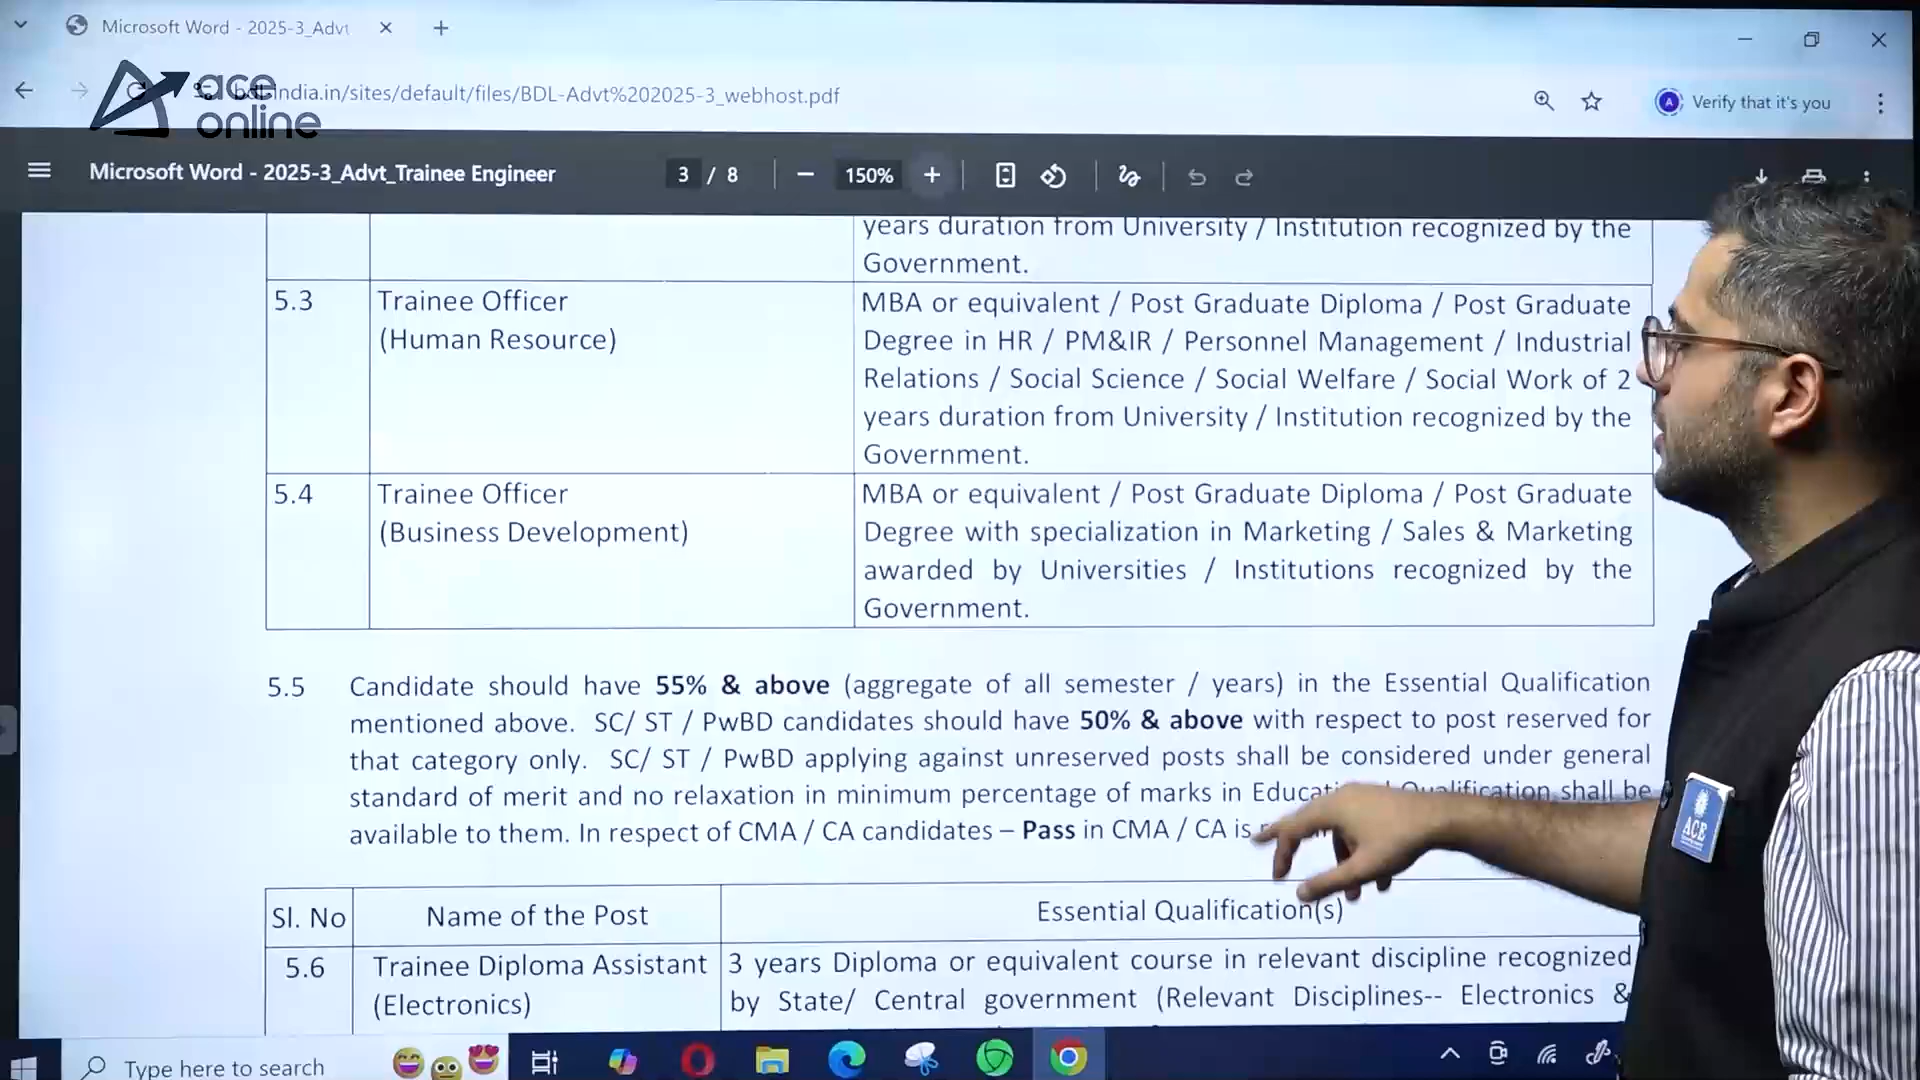 Microsoft Word - 2025-3_Advt
ace
online
india.in/sites/default/files/BDL-Advt%202025-3_webhost.pdf
Verify that it's you
Microsoft Word - 2025-3_Advt_Trainee Engineer
3 / 8
150%
years duration from University / Institution recognized by the
Government.
5.3
Trainee Officer
(Human Resource)
MBA or equivalent / Post Graduate Diploma / Post Graduate
Degree in HR / PM&IR / Personnel Management / Industrial
Relations / Social Science / Social Welfare / Social Work of 2
years duration from University / Institution recognized by the
Government.
5.4
Trainee Officer
(Business Development)
MBA or equivalent / Post Graduate Diploma / Post Graduate
Degree with specialization in Marketing / Sales & Marketing
awarded by Universities / Institutions recognized by the
Government.
5.5 Candidate should have 55% & above (aggregate of all semester / years) in the Essential Qualification
mentioned above. SC/ ST / PwBD candidates should have 50% & above with respect to post reserved for
that category only. SC/ ST / PwBD applying against unreserved posts shall be considered under general
standard of merit and no relaxation in minimum percentage of marks in Qualification shall be
available to them. In respect of CMA / CA candidates – Pass in CMA / CA is
Sl. No
Name of the Post
Essential Qualification(s)
5.6
Trainee Diploma Assistant
(Electronics)
3 years Diploma or equivalent course in relevant discipline recognized
by State/ Central government (Relevant Disciplines-- Electronics &
ACE
Type here to search